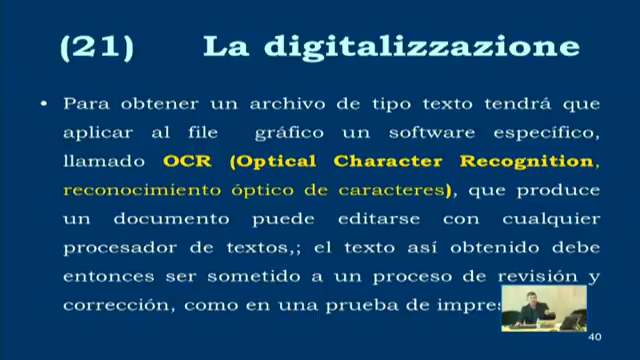 (21) La digitalizzazione
• Para obtener un archivo de tipo texto tendrá que
aplicar al file gráfico un software específico,
llamado OCR (Optical Character Recognition,
reconocimiento óptico de caracteres), que produce
un documento puede editarse con cualquier
procesador de textos,; el texto así obtenido debe
entonces ser sometido a un proceso de revisión y
corrección, como en una prueba de
40